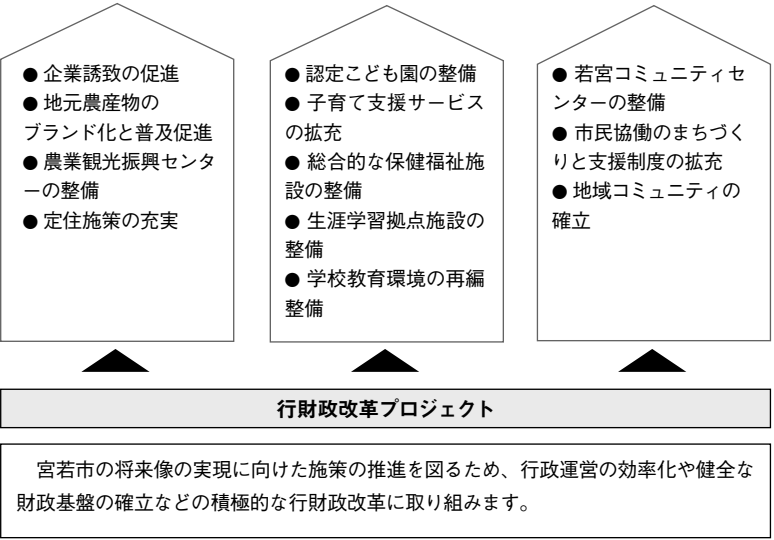 ● 企業誘致の促進
● 地元農産物の
ブランド化と普及促進
● 農業観光振興センタ
ーの整備
● 定住施策の充実
● 認定こども園の整備
● 子育て支援サービス
の拡充
● 総合的な保健福祉施
設の整備
● 生涯学習拠点施設の
整備
● 学校教育環境の再編
整備
● 若宮コミュニティセ
ンターの整備
● 市民協働のまちづく
りと支援制度の拡充
● 地域コミュニティの
確立
行財政改革プロジェクト
宮若市の将来像の実現に向けた施策の推進を図るため、行政運営の効率化や健全な
財政基盤の確立などの積極的な行財政改革に取り組みます。